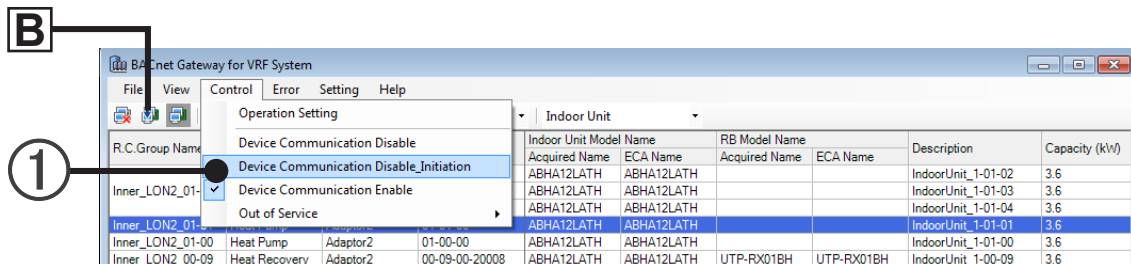 B
BACnet Gateway for VRF System
File View Control Error Setting Help
Operation Setting
Indoor Unit
Device Communication Disable
1
Device Communication Disable_Initiation
Device Communication Enable
Out of Service
R.C.Group Name Indoor Unit Model Name RB Model Name Description Capacity (kW)
Acquired Name ECA Name Acquired Name ECA Name
ABHA12LATH ABHA12LATH IndoorUnit_1-01-02 3.6
Inner_LON2_01- ABHA12LATH ABHA12LATH IndoorUnit_1-01-03 3.6
ABHA12LATH ABHA12LATH IndoorUnit_1-01-04 3.6
ABHA12LATH ABHA12LATH IndoorUnit_1-01-01 3.6
Inner_LON2_01-00 Heat Pump Adaptor2 01-00-00 ABHA12LATH ABHA12LATH IndoorUnit_1-01-00 3.6
Inner_LON2_00-09 Heat Recovery Adaptor2 00-09-00-20008 ABHA12LATH ABHA12LATH UTP-RX01BH UTP-RX01BH IndoorUnit_1-00-09 3.6